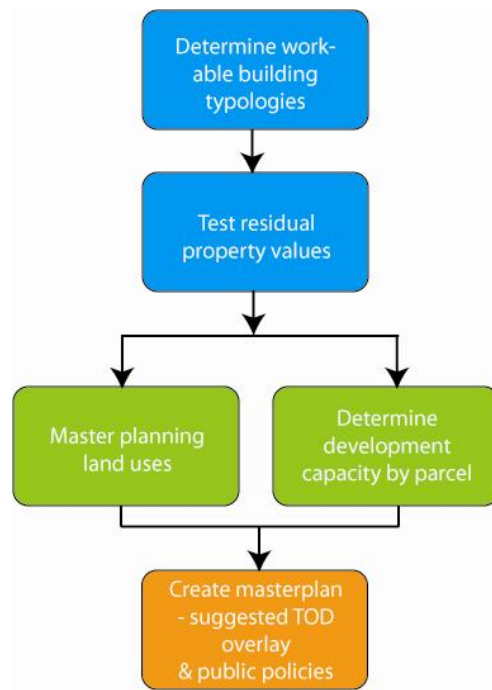 Determine work-
able building
typologies
Test residual
property values
Master planning
land uses
Determine
development
capacity by parcel
Create masterplan
- suggested TOD
overlay
& public policies